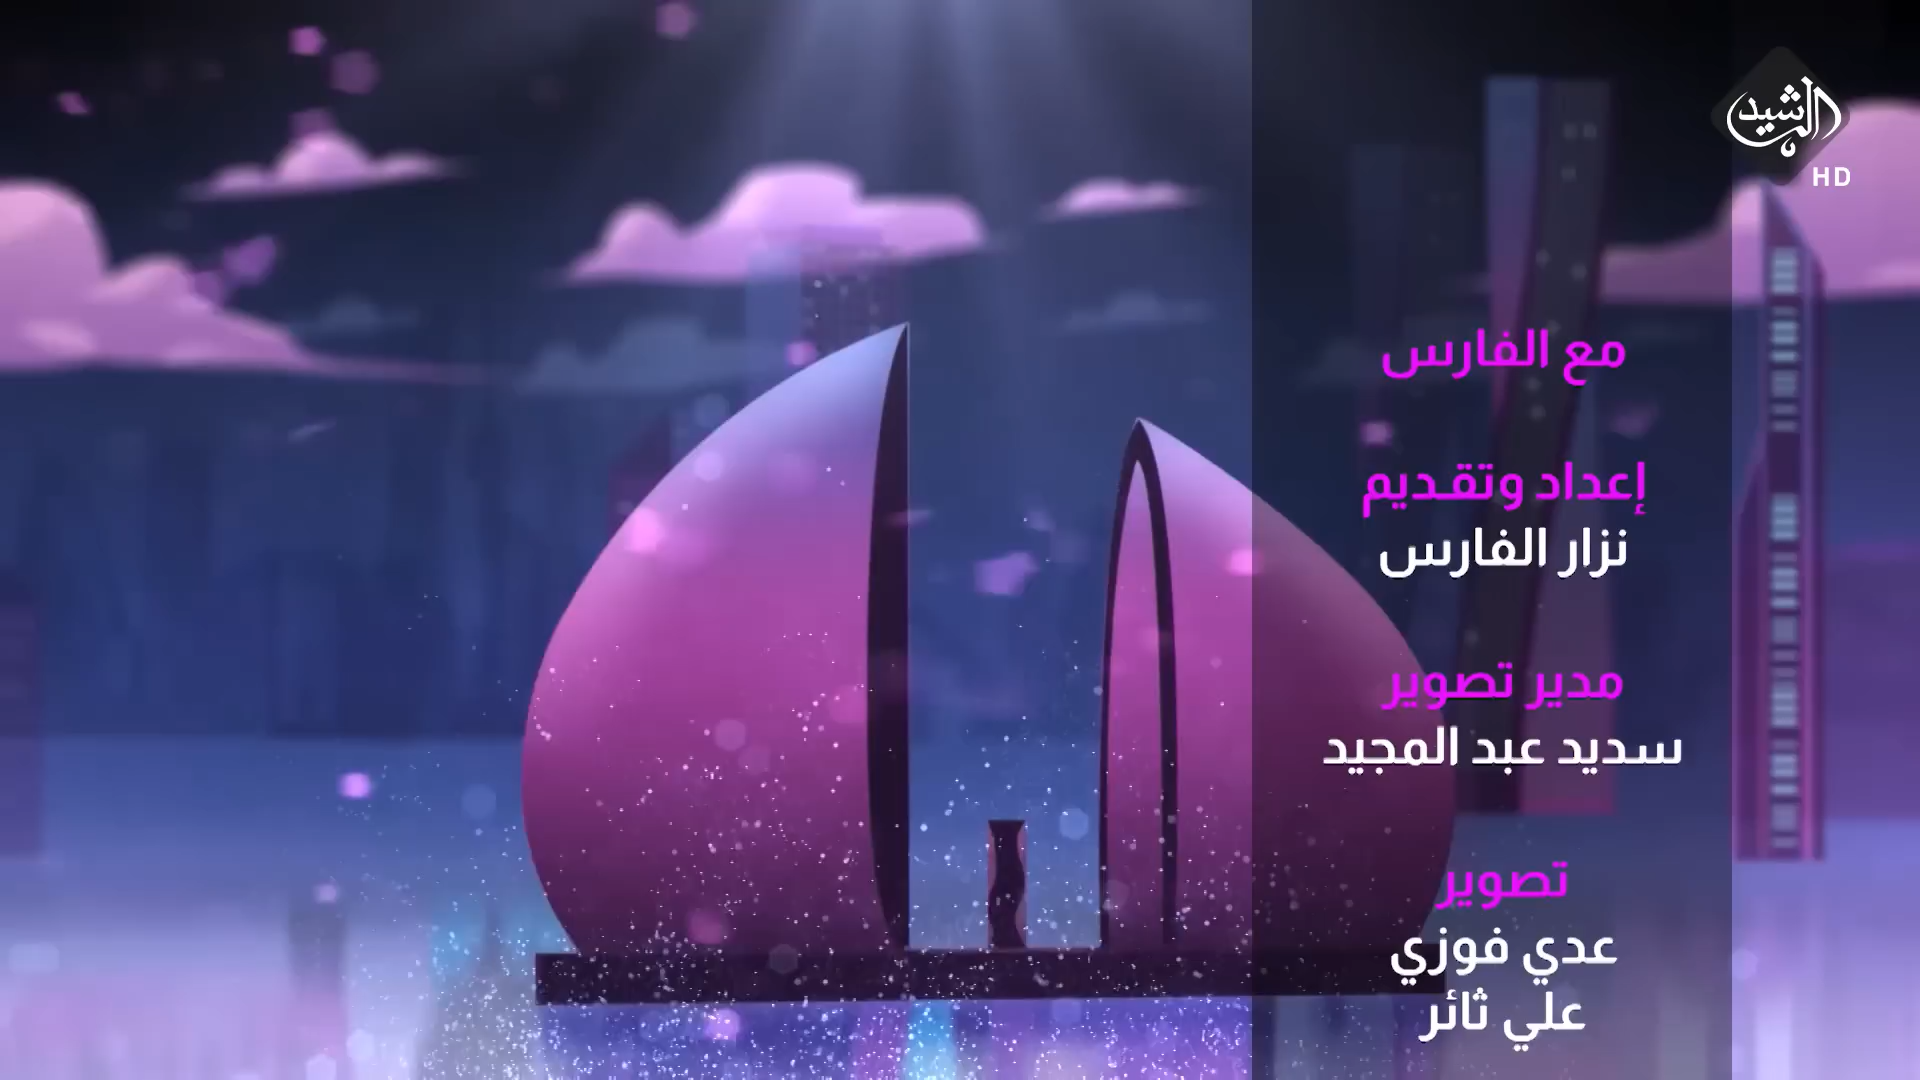 الرشيد
HD
مع الفارس
إعداد وتقديم
نزار الفارس
مدير تصوير
سديد عبد المجيد
تصوير
عدي فوزي
علي ثائر